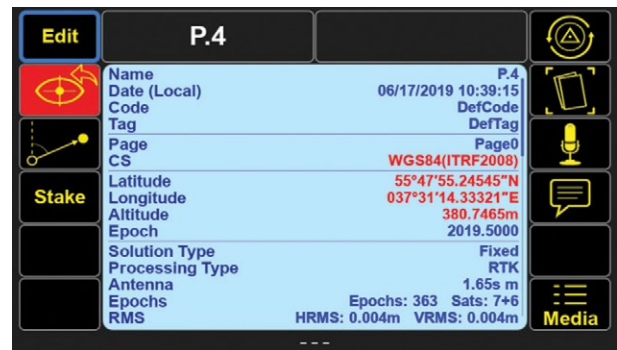 Edit
P.4
Name P.4
Date (Local) 06/17/2019 10:39:15
Code DefCode
Tag DefTag
Page Page0
CS WGS84(ITRF2008)
Stake
Latitude 55°47'55.24545"N
Longitude 037°31'14.33321"E
Altitude 380.7465m
Epoch 2019.5000
Solution Type Fixed
Processing Type RTK
Antenna 1.65s m
Epochs Epochs: 363 Sats: 7+6
RMS HRMS: 0.004m VRMS: 0.004m
Media
---